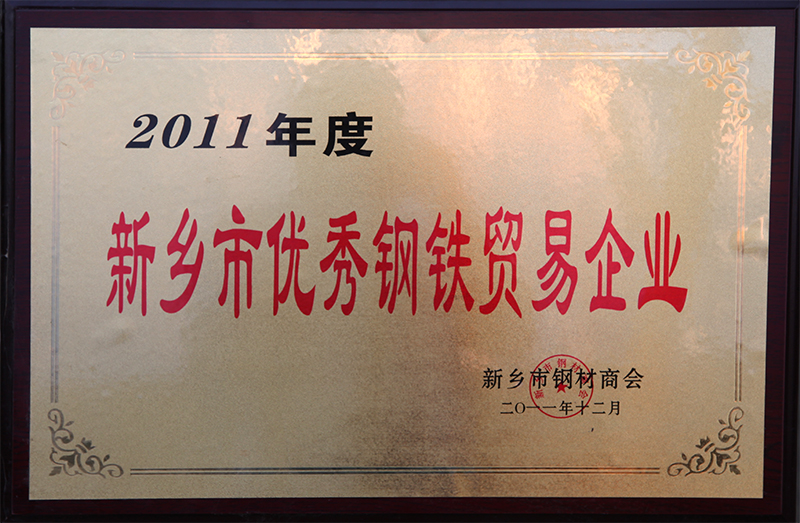 2011年度
新乡市优秀钢铁贸易企业
新乡市钢材商会
二〇一一年十二月